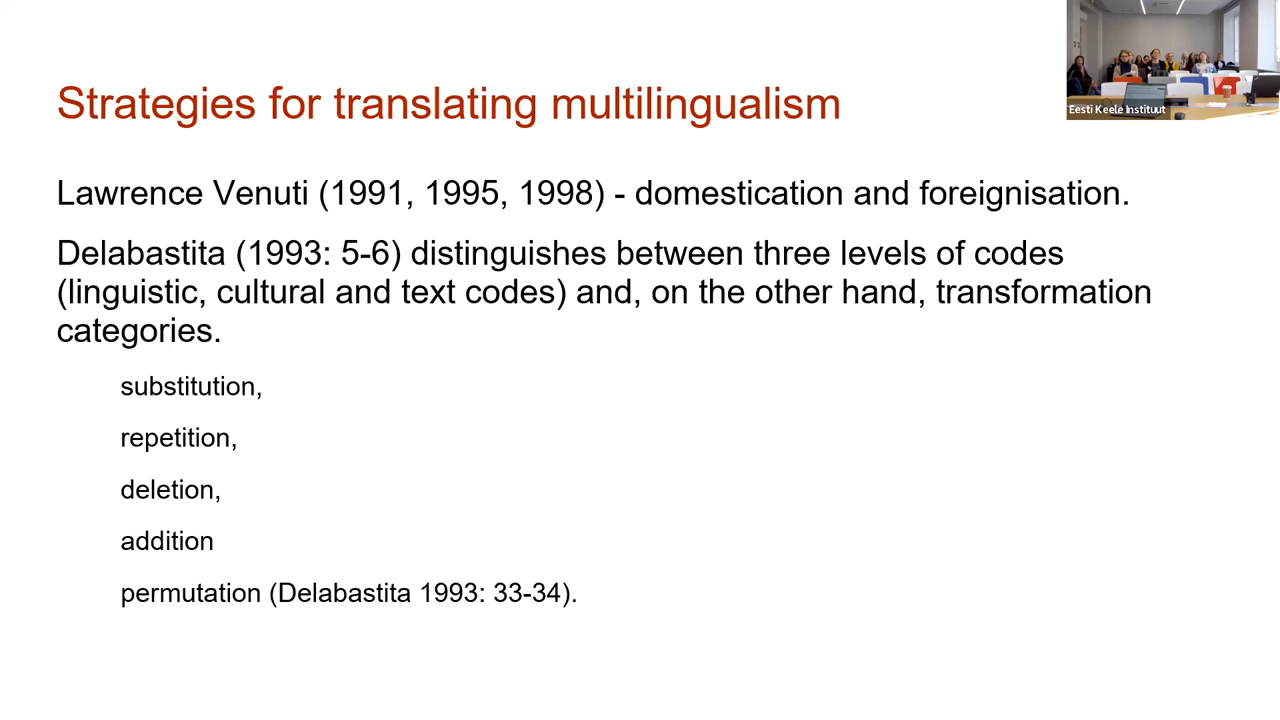 Strategies for translating multilingualism
Eesti Keele Instituut
Lawrence Venuti (1991, 1995, 1998) - domestication and foreignisation.
Delabastita (1993: 5-6) distinguishes between three levels of codes
(linguistic, cultural and text codes) and, on the other hand, transformation
categories.
substitution,
repetition,
deletion,
addition
permutation (Delabastita 1993: 33-34).